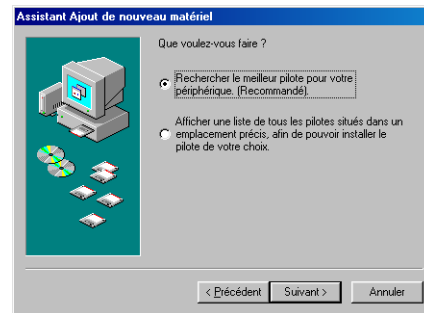 Assistant Ajout de nouveau matériel
Que voulez-vous faire ?
Rechercher le meilleur pilote pour votre
périphérique. (Recommandé).
Afficher une liste de tous les pilotes situés dans un
emplacement précis, afin de pouvoir installer le
pilote de votre choix.
< Précédent
Suivant >
Annuler